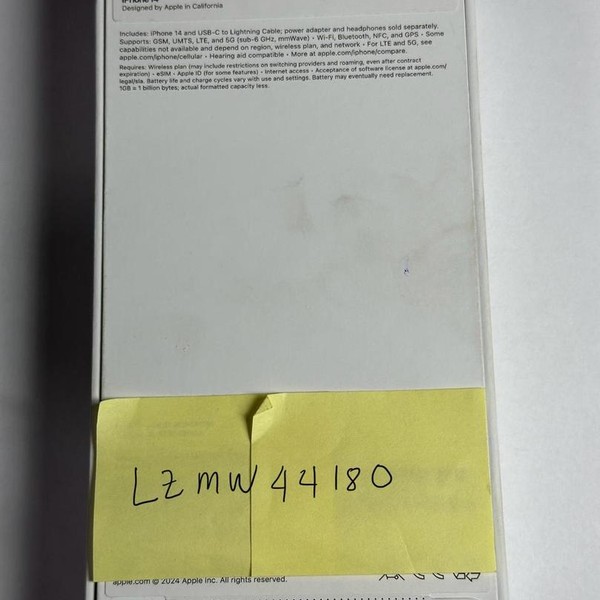 iPhone 14
Designed by Apple in California
Includes: iPhone 14 and USB-C to Lightning Cable; power adapter and headphones sold separately.
Supports: GSM, UMTS, LTE, and 5G (sub-6 GHz, mmWave) • Wi-Fi, Bluetooth, NFC, and GPS • Some
capabilities not available and depend on region, wireless plan, and network • For LTE and 5G, see
apple.com/iphone/cellular • Hearing aid compatible • More at apple.com/iphone/compare.
Requires: Wireless plan (may include restrictions on switching providers and roaming, even after contract
expiration) • eSIM • Apple ID (for some features) • Internet access • Acceptance of software license at apple.com/
legal/sla. Battery life and charge cycles vary with use and settings. Battery may eventually need replacement.
1GB = 1 billion bytes; actual formatted capacity less.
LZMW44180
apple.com © 2024 Apple Inc. All rights reserved.